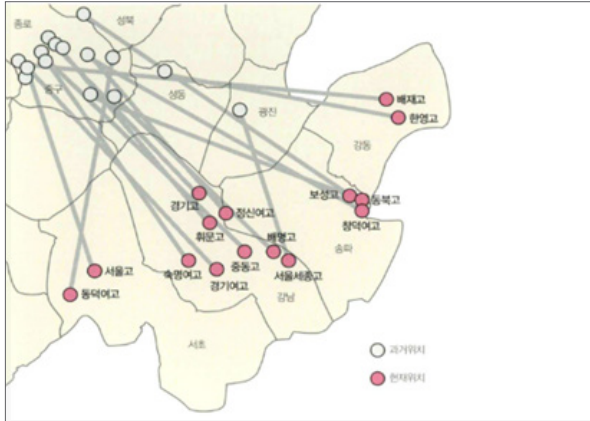 종로
성북
중구
성동
광진
배재고
한영고
강동
보성고
동북고
창덕여고
경기고
정신여고
휘문고
배명고
송파
숙명여고
중동고
서울세종고
경기여고
서울고
동덕여고
강남
서초
과거위치
현재위치